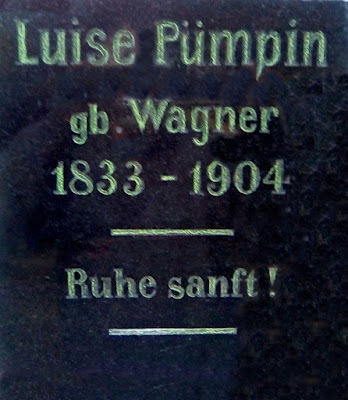 Luise Pümpin
gb. Wagner
1833 - 1904
Ruhe sanft!